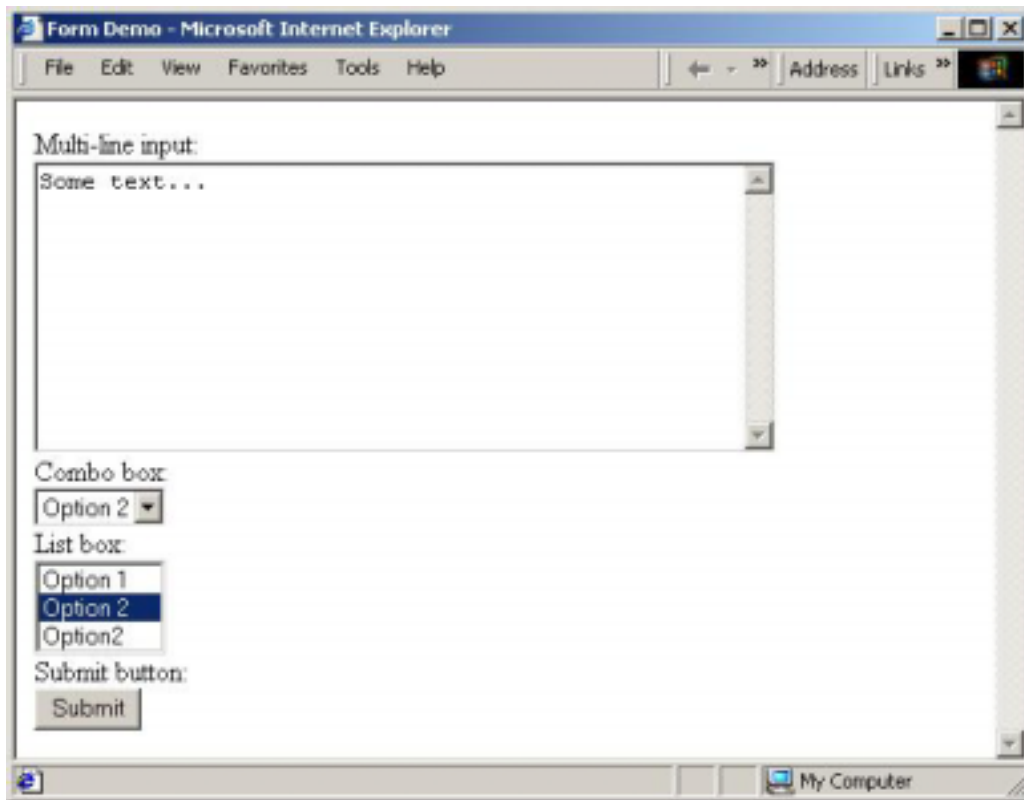 Form Demo - Microsoft Internet Explorer
File Edit View Favorites Tools Help » Address Links »
Multi-line input:
Some text...
Combo box:
Option 2
List box:
Option 1
Option 2
Option2
Submit button:
Submit
My Computer